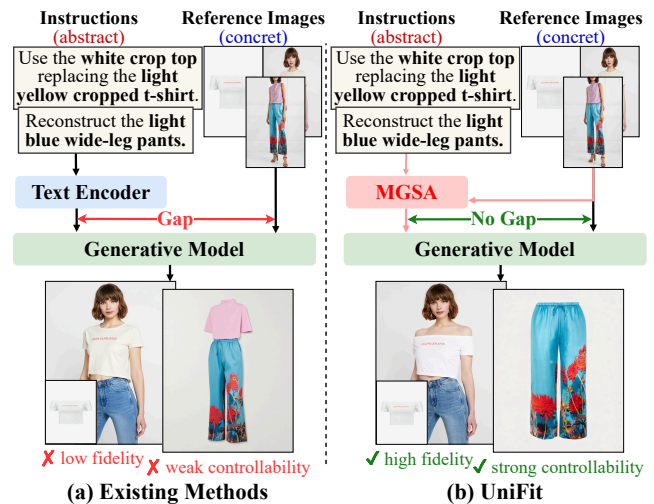 Instructions
(abstract)
Reference Images
(concret)
Use the white crop top
replacing the light
yellow cropped t-shirt.
Reconstruct the light
blue wide-leg pants.
Text Encoder
Gap
Generative Model
✘ low fidelity
✘ weak controllability
(a) Existing Methods
Instructions
(abstract)
Reference Images
(concret)
Use the white crop top
replacing the light
yellow cropped t-shirt.
Reconstruct the light
blue wide-leg pants.
MGSA
No Gap
Generative Model
✔ high fidelity
✔ strong controllability
(b) UniFit